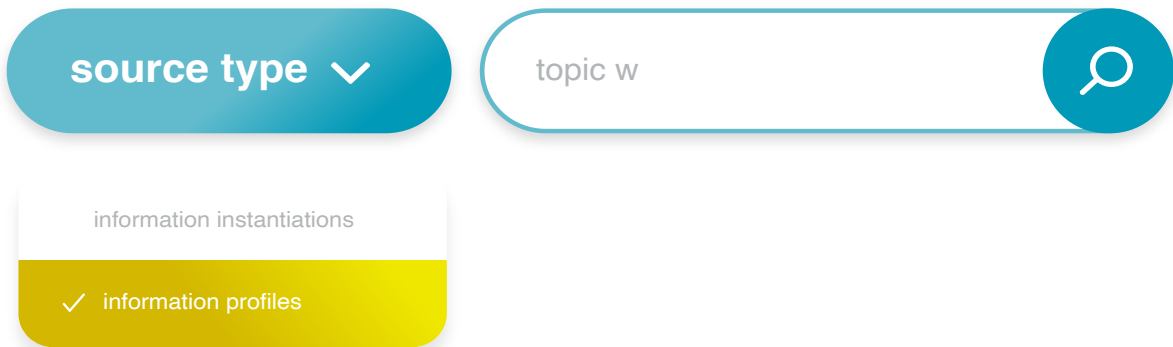 source type
topic w
information instantiations
information profiles